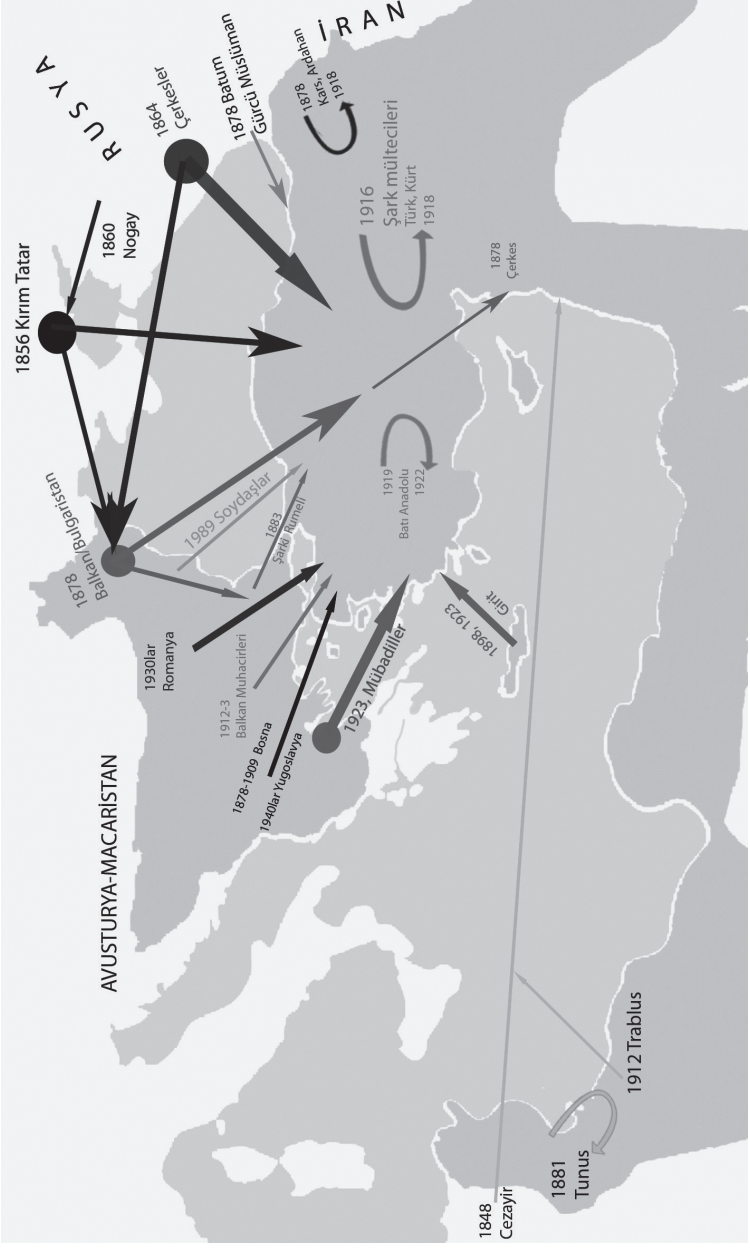 İRAN
RUSYA
1878
Kars, Ardahan
1918
1878 Batum
Gürcü Müslüman
1864
Çerkesler
1860
Nogay
1856 Kırım Tatar
1916
Şark mültecileri
Türk, Kürt
1918
1878
Çerkes
1878
Balkan/Bulgaristan
1989 Soydaşlar
1883
Şarki Rumeli
1919
Batı Anadolu
1922
1930lar
Romanya
1912-3
Balkan Muhacirleri
1878-1909 Bosna
1940lar Yugoslavya
1923, Mübadiller
1898, 1923
Girit
AVUSTURYA-MACARİSTAN
1912 Trablus
1881
Tunus
1848
Cezayir